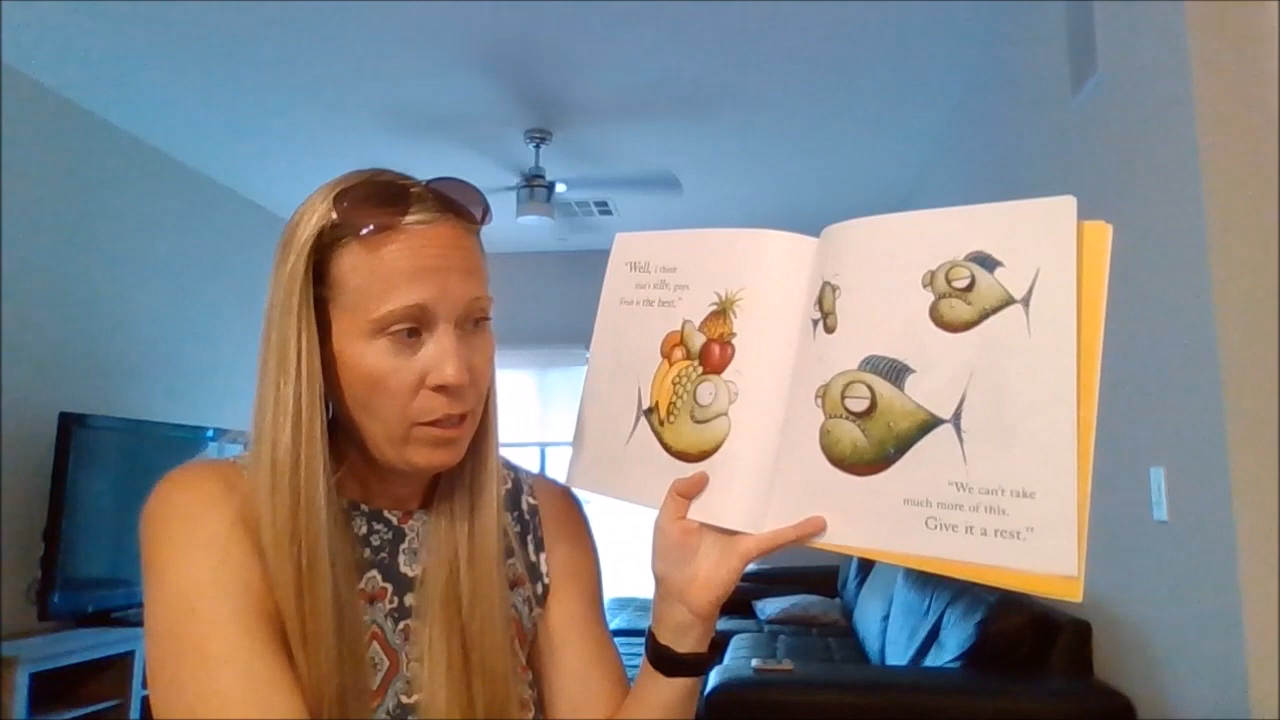 "Well, I think
that's silly, guys.
Fruit is the best."
"We can't take
much more of this.
Give it a rest."